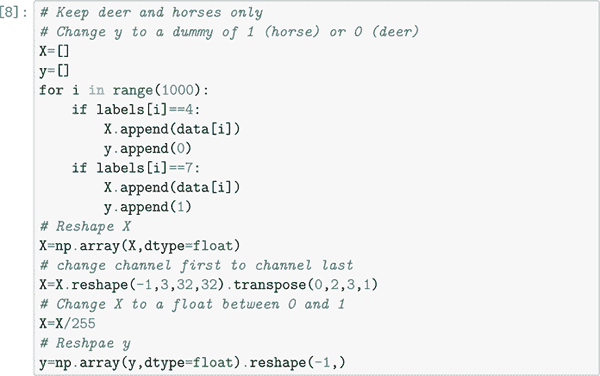 [8]: # Keep deer and horses only
# Change y to a dummy of 1 (horse) or 0 (deer)
X=[]
y=[]
for i in range(1000):
    if labels[i]==4:
        X.append(data[i])
        y.append(0)
    if labels[i]==7:
        X.append(data[i])
        y.append(1)
# Reshape X
X=np.array(X,dtype=float)
# change channel first to channel last
X=X.reshape(-1,3,32,32).transpose(0,2,3,1)
# Change X to a float between 0 and 1
X=X/255
# Reshpae y
y=np.array(y,dtype=float).reshape(-1,)